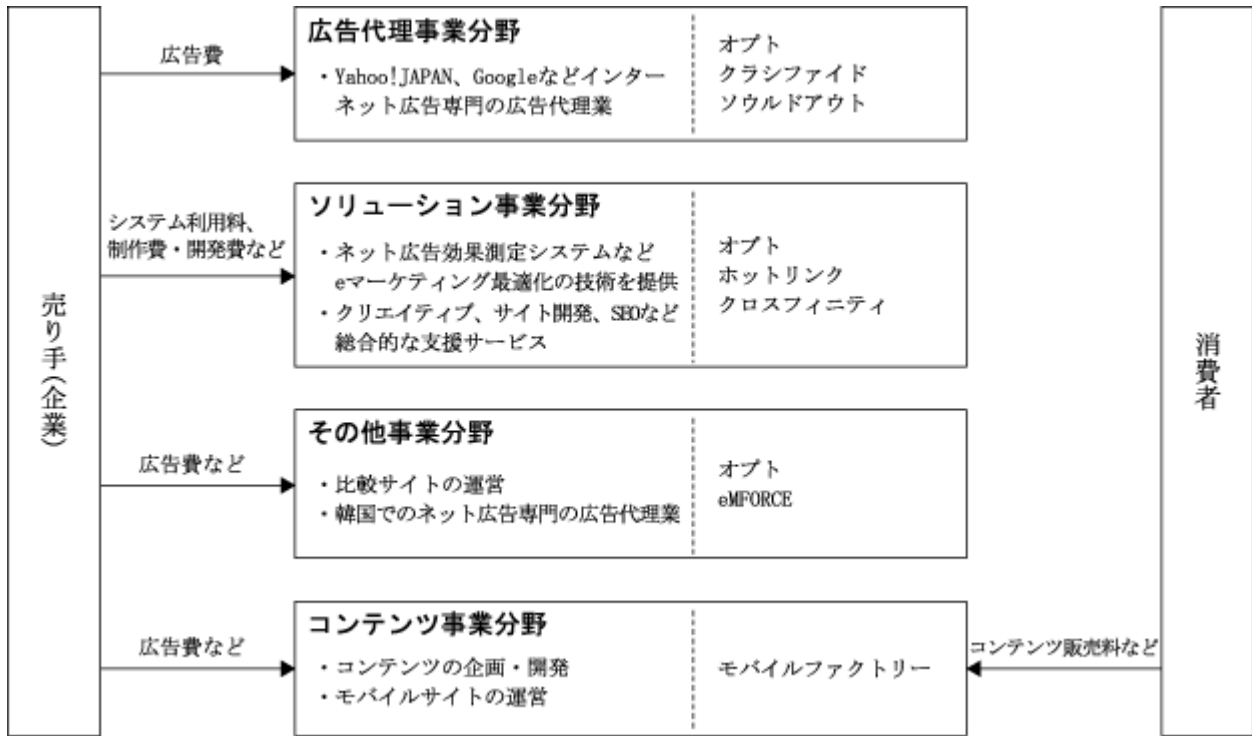 売り手(企業)
広告費
広告代理事業分野
・Yahoo!JAPAN、Googleなどインター
ネット広告専門の広告代理業
オプト
クラシファイド
ソウルドアウト
システム利用料、
制作費・開発費など
ソリューション事業分野
・ネット広告効果測定システムなど
eマーケティング最適化の技術を提供
・クリエイティブ、サイト開発、SEOなど
総合的な支援サービス
オプト
ホットリンク
クロスフィニティ
広告費など
その他事業分野
・比較サイトの運営
・韓国でのネット広告専門の広告代理業
オプト
eMFORCE
広告費など
コンテンツ事業分野
・コンテンツの企画・開発
・モバイルサイトの運営
モバイルファクトリー
コンテンツ販売料など
消費者